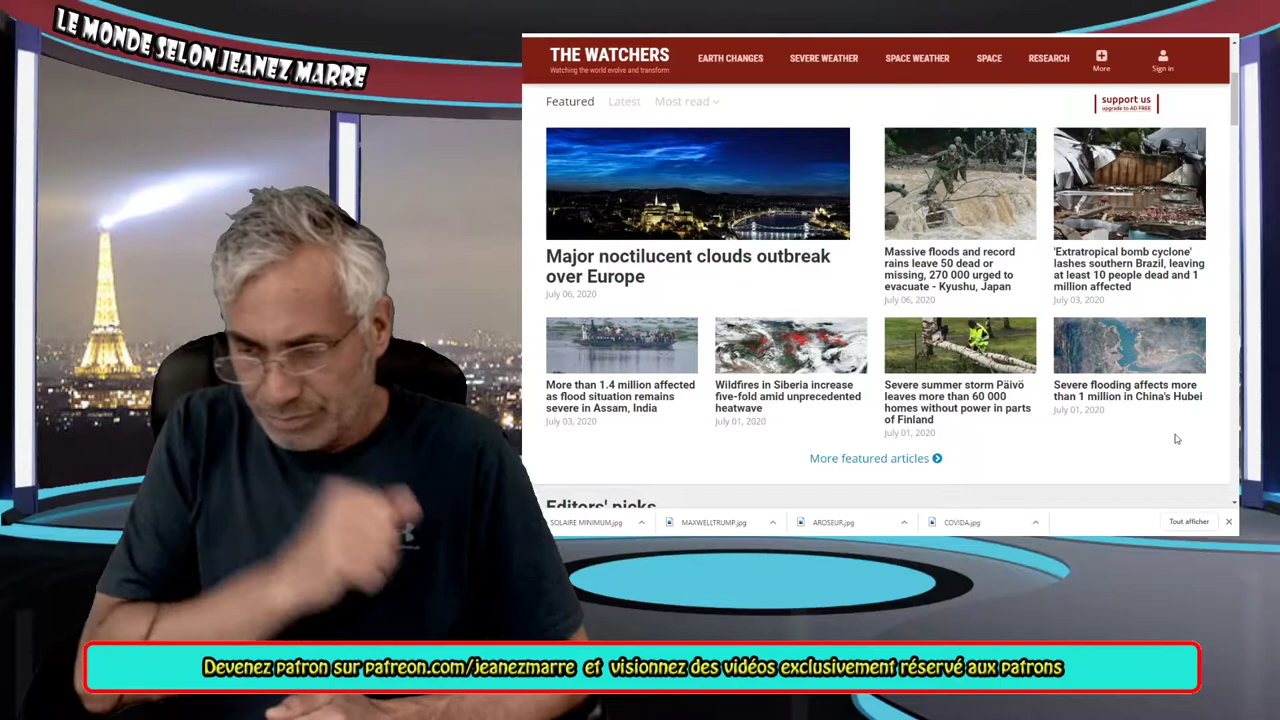 LE MONDE SELON JEANEZ MARRE
THE WATCHERS
Watching the world evolve and transform
EARTH CHANGES
SEVERE WEATHER
SPACE WEATHER
SPACE
RESEARCH
More
Sign in
Featured
Latest
Most read
support us
upgrade to AD FREE
Major noctilucent clouds outbreak
over Europe
July 06, 2020
Massive floods and record
rains leave 50 dead or
missing, 270 000 urged to
evacuate - Kyushu, Japan
July 06, 2020
'Extratropical bomb cyclone'
lashes southern Brazil, leaving
at least 10 people dead and 1
million affected
July 03, 2020
More than 1.4 million affected
as flood situation remains
severe in Assam, India
July 03, 2020
Wildfires in Siberia increase
five-fold amid unprecedented
heatwave
July 01, 2020
Severe summer storm Päivö
leaves more than 60 000
homes without power in parts
of Finland
July 01, 2020
Severe flooding affects more
than 1 million in China's Hubei
July 01, 2020
More featured articles
Editors' picks
SOLAIRE MINIMUM.jpg
MAXWELLTRUMP.jpg
AROSEUR.jpg
COVIDA.jpg
Tout afficher
Devenez patron sur patreon.com/jeanezmarre et visionnez des vidéos exclusivement réservé aux patrons